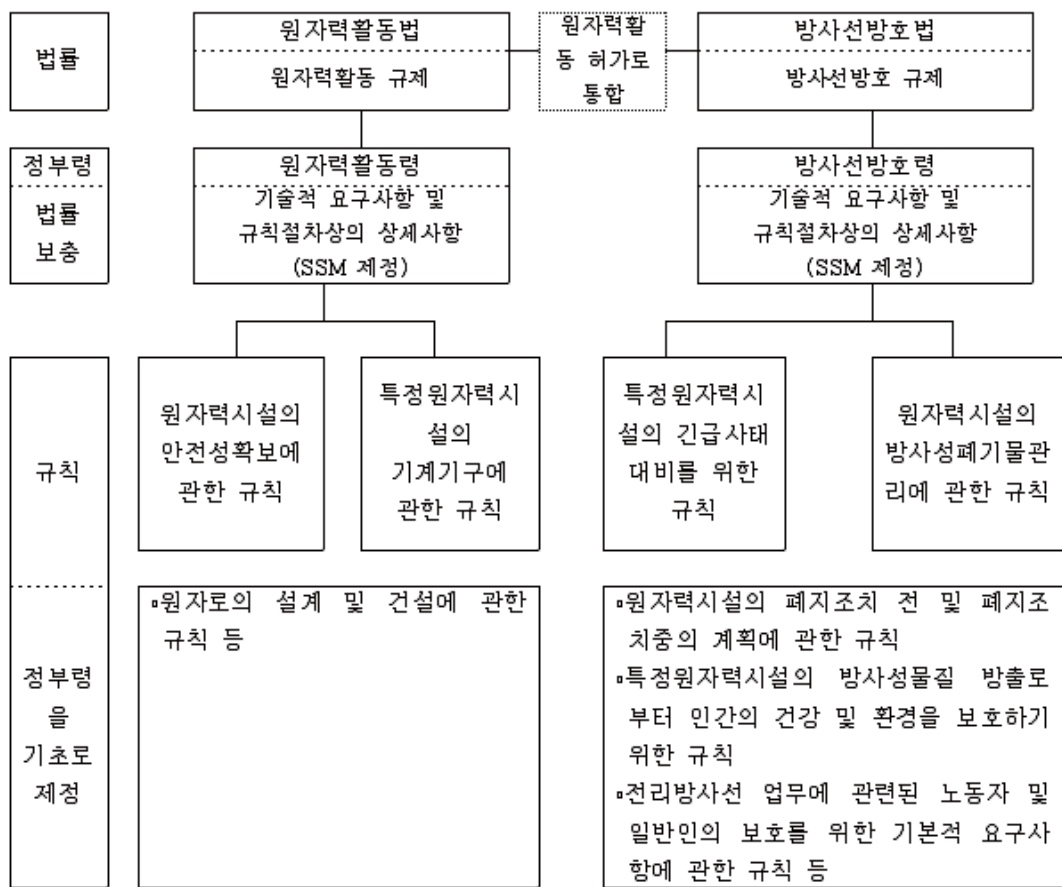 법률
원자력활동법
원자력활동 규제
원자력활
동 허가로
통합
방사선방호법
방사선방호 규제
정부령
법률
보충
원자력활동령
기술적 요구사항 및
규칙절차상의 상세사항
(SSM 제정)
방사선방호령
기술적 요구사항 및
규칙절차상의 상세사항
(SSM 제정)
규칙
원자력시설의
안전성확보에
관한 규칙
특정원자력시
설의
기계기구에
관한 규칙
특정원자력시
설의 긴급사태
대비를 위한
규칙
원자력시설의
방사성폐기물관
리에 관한 규칙
정부령
을
기초로
제정
▫원자로의 설계 및 건설에 관한
규칙 등
▫원자력시설의 폐지조치 전 및 폐지조
치중의 계획에 관한 규칙
▫특정원자력시설의 방사성물질 방출로
부터 인간의 건강 및 환경을 보호하기
위한 규칙
▫전리방사선 업무에 관련된 노동자 및
일반인의 보호를 위한 기본적 요구사
항에 관한 규칙 등